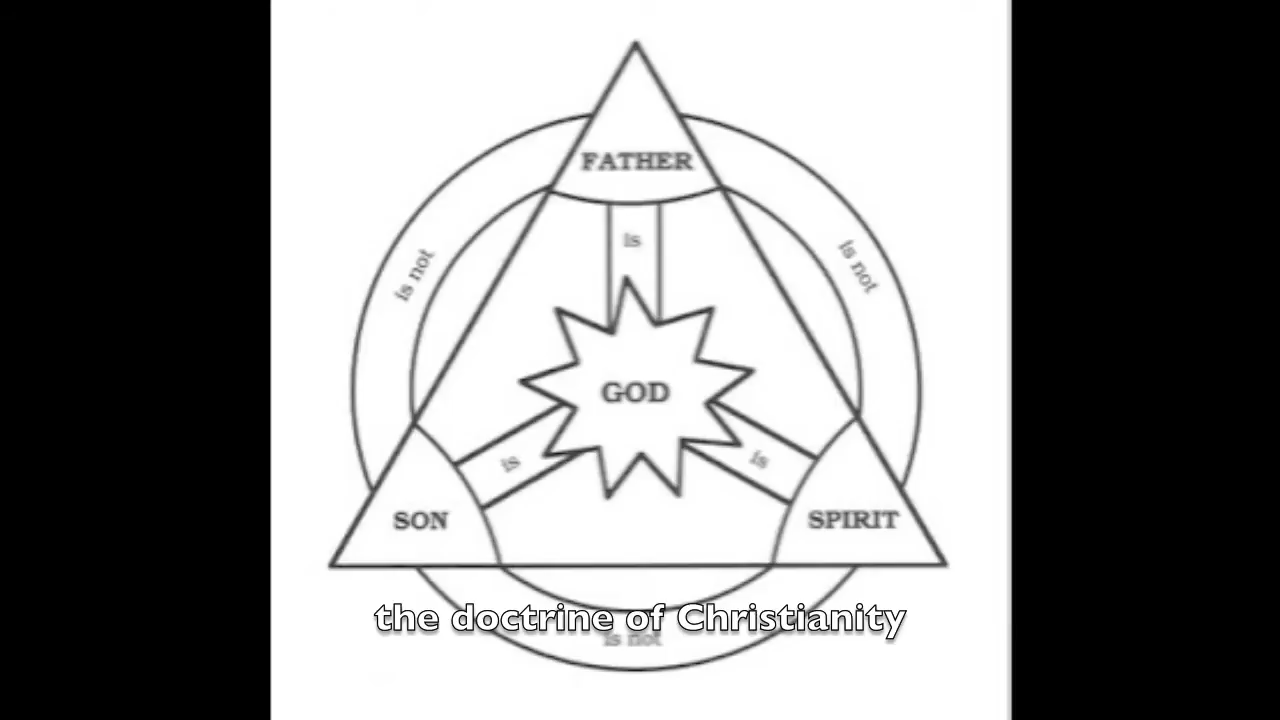 FATHER
is
is not
is not
GOD
is
is
SON
SPIRIT
the doctrine of Christianity
is not